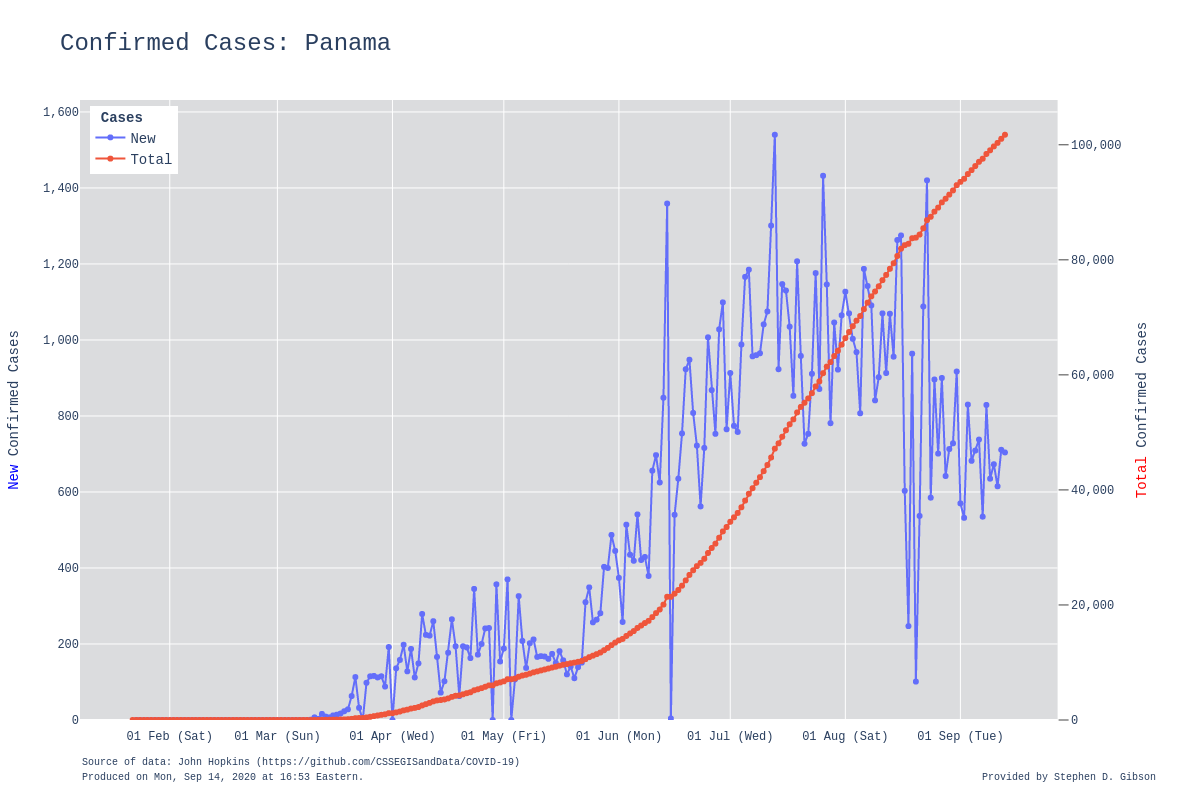 Confirmed Cases: Panama
Cases
New
Total
1,600
1,400
1,200
1,000
800
600
400
200
0
New Confirmed Cases
100,000
80,000
60,000
40,000
20,000
0
Total Confirmed Cases
01 Feb (Sat)
01 Mar (Sun)
01 Apr (Wed)
01 May (Fri)
01 Jun (Mon)
01 Jul (Wed)
01 Aug (Sat)
01 Sep (Tue)
Source of data: John Hopkins (https://github.com/CSSEGISandData/COVID-19)
Produced on Mon, Sep 14, 2020 at 16:53 Eastern.
Provided by Stephen D. Gibson